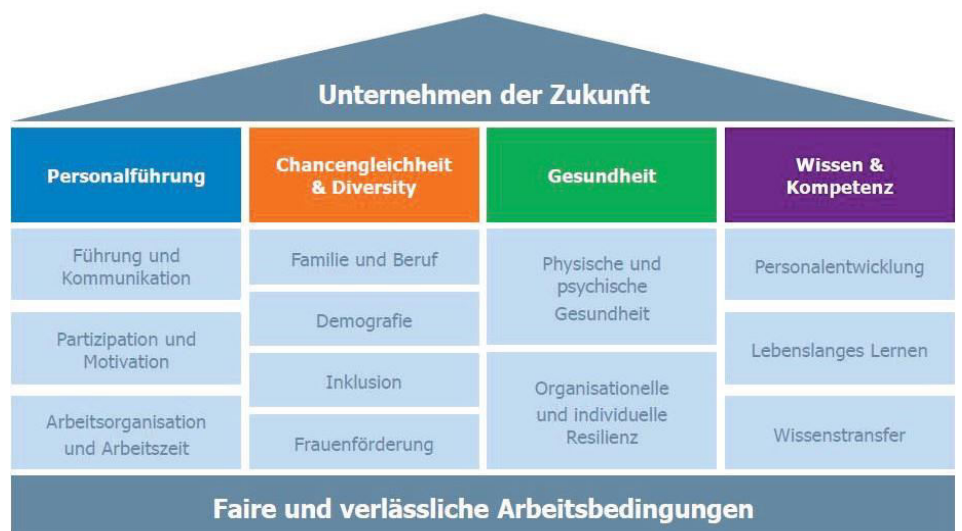 Unternehmen der Zukunft
Personalführung
Führung und
Kommunikation
Partizipation und
Motivation
Arbeitsorganisation
und Arbeitszeit
Chancengleichheit
& Diversity
Familie und Beruf
Demografie
Inklusion
Frauenförderung
Gesundheit
Physische und
psychische
Gesundheit
Organisationelle
und individuelle
Resilienz
Wissen &
Kompetenz
Personalentwicklung
Lebenslanges Lernen
Wissenstransfer
Faire und verlässliche Arbeitsbedingungen